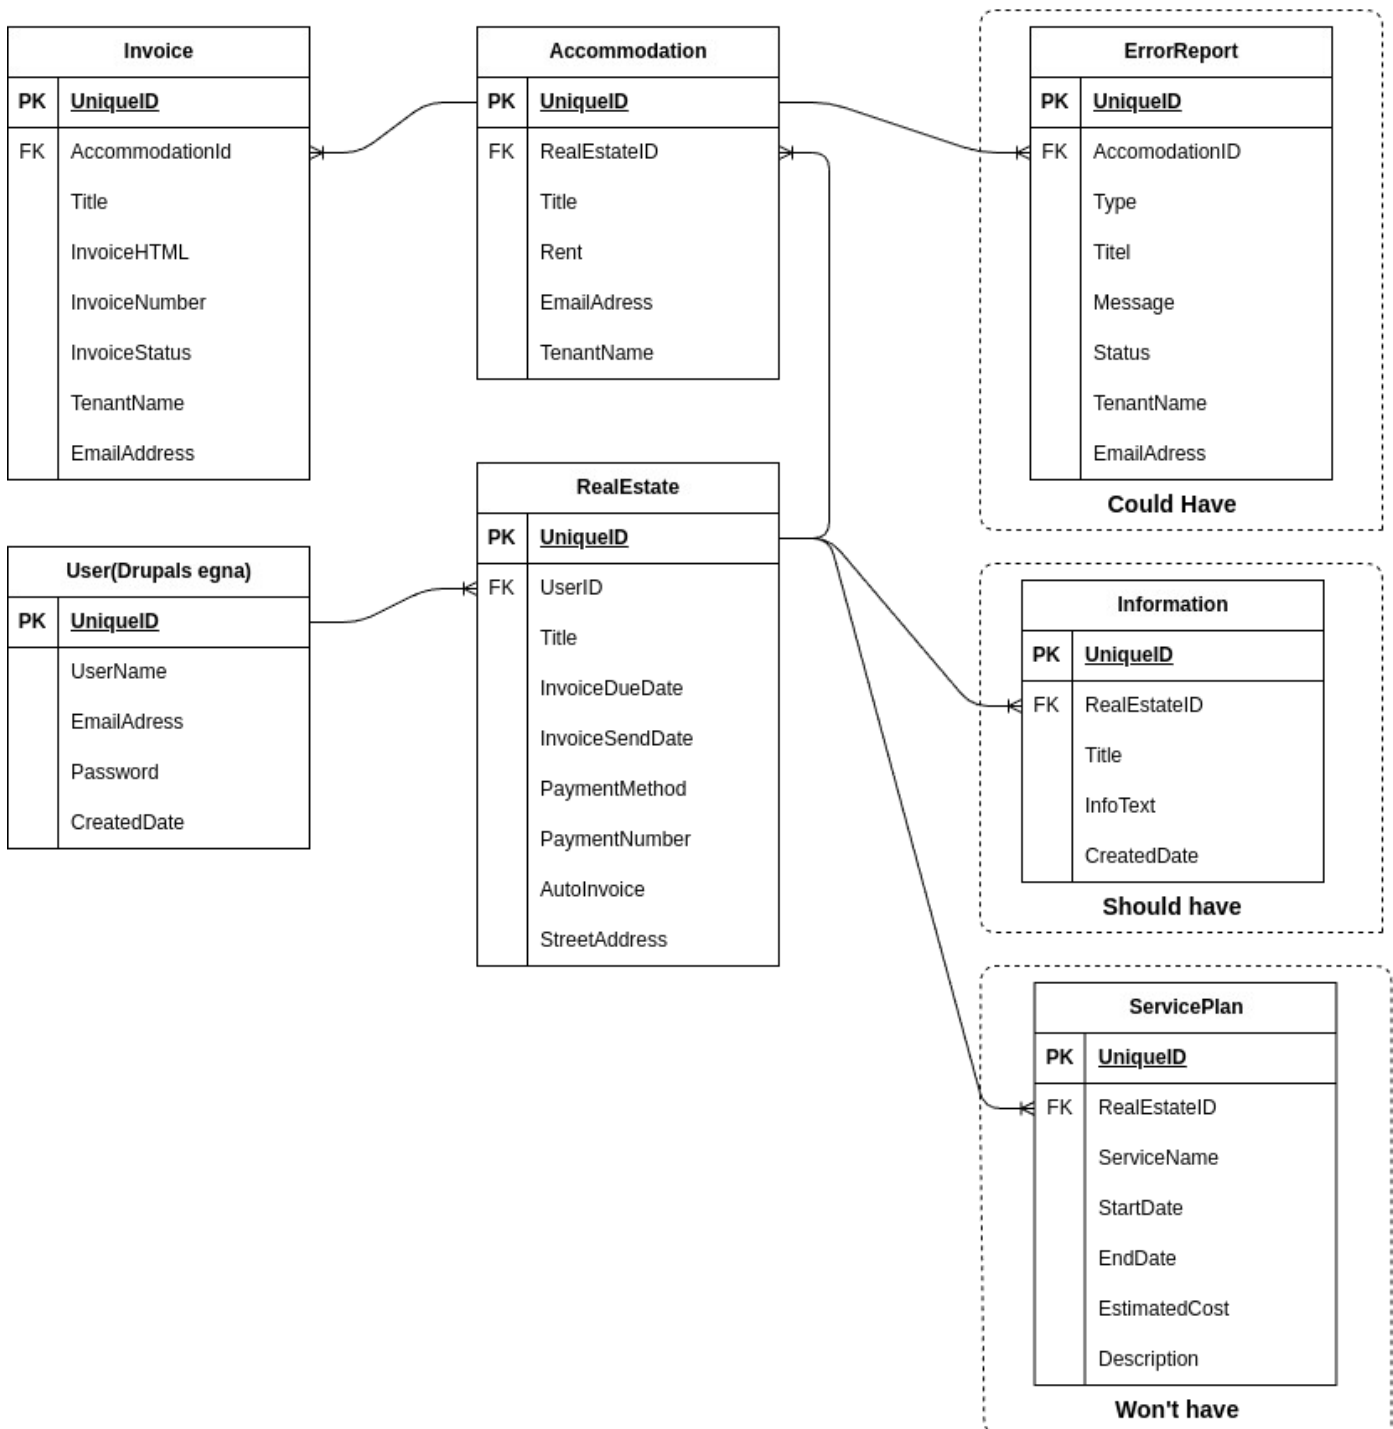 Invoice
PK UniqueID
FK AccommodationId
Title
InvoiceHTML
InvoiceNumber
InvoiceStatus
TenantName
EmailAddress
Accommodation
PK UniqueID
FK RealEstateID
Title
Rent
EmailAdress
TenantName
ErrorReport
PK UniqueID
FK AccomodationID
Type
Titel
Message
Status
TenantName
EmailAdress
Could Have
User(Drupals egna)
PK UniqueID
UserName
EmailAdress
Password
CreatedDate
RealEstate
PK UniqueID
FK UserID
Title
InvoiceDueDate
InvoiceSendDate
PaymentMethod
PaymentNumber
AutoInvoice
StreetAddress
Information
PK UniqueID
FK RealEstateID
Title
InfoText
CreatedDate
Should have
ServicePlan
PK UniqueID
FK RealEstateID
ServiceName
StartDate
EndDate
EstimatedCost
Description
Won't have